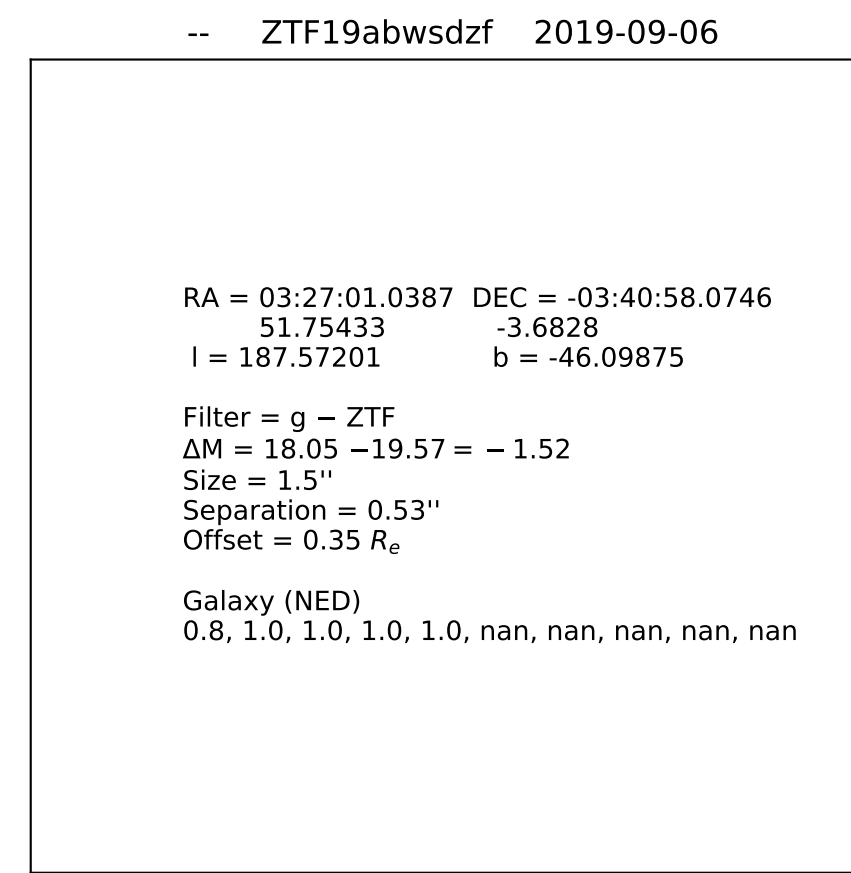 -- ZTF19abwsdzf 2019-09-06
RA = 03:27:01.0387 DEC = -03:40:58.0746
51.75433 -3.6828
l = 187.57201 b = -46.09875
Filter = g − ZTF
ΔM = 18.05 −19.57 = − 1.52
Size = 1.5''
Separation = 0.53''
Offset = 0.35 Re
Galaxy (NED)
0.8, 1.0, 1.0, 1.0, 1.0, nan, nan, nan, nan, nan